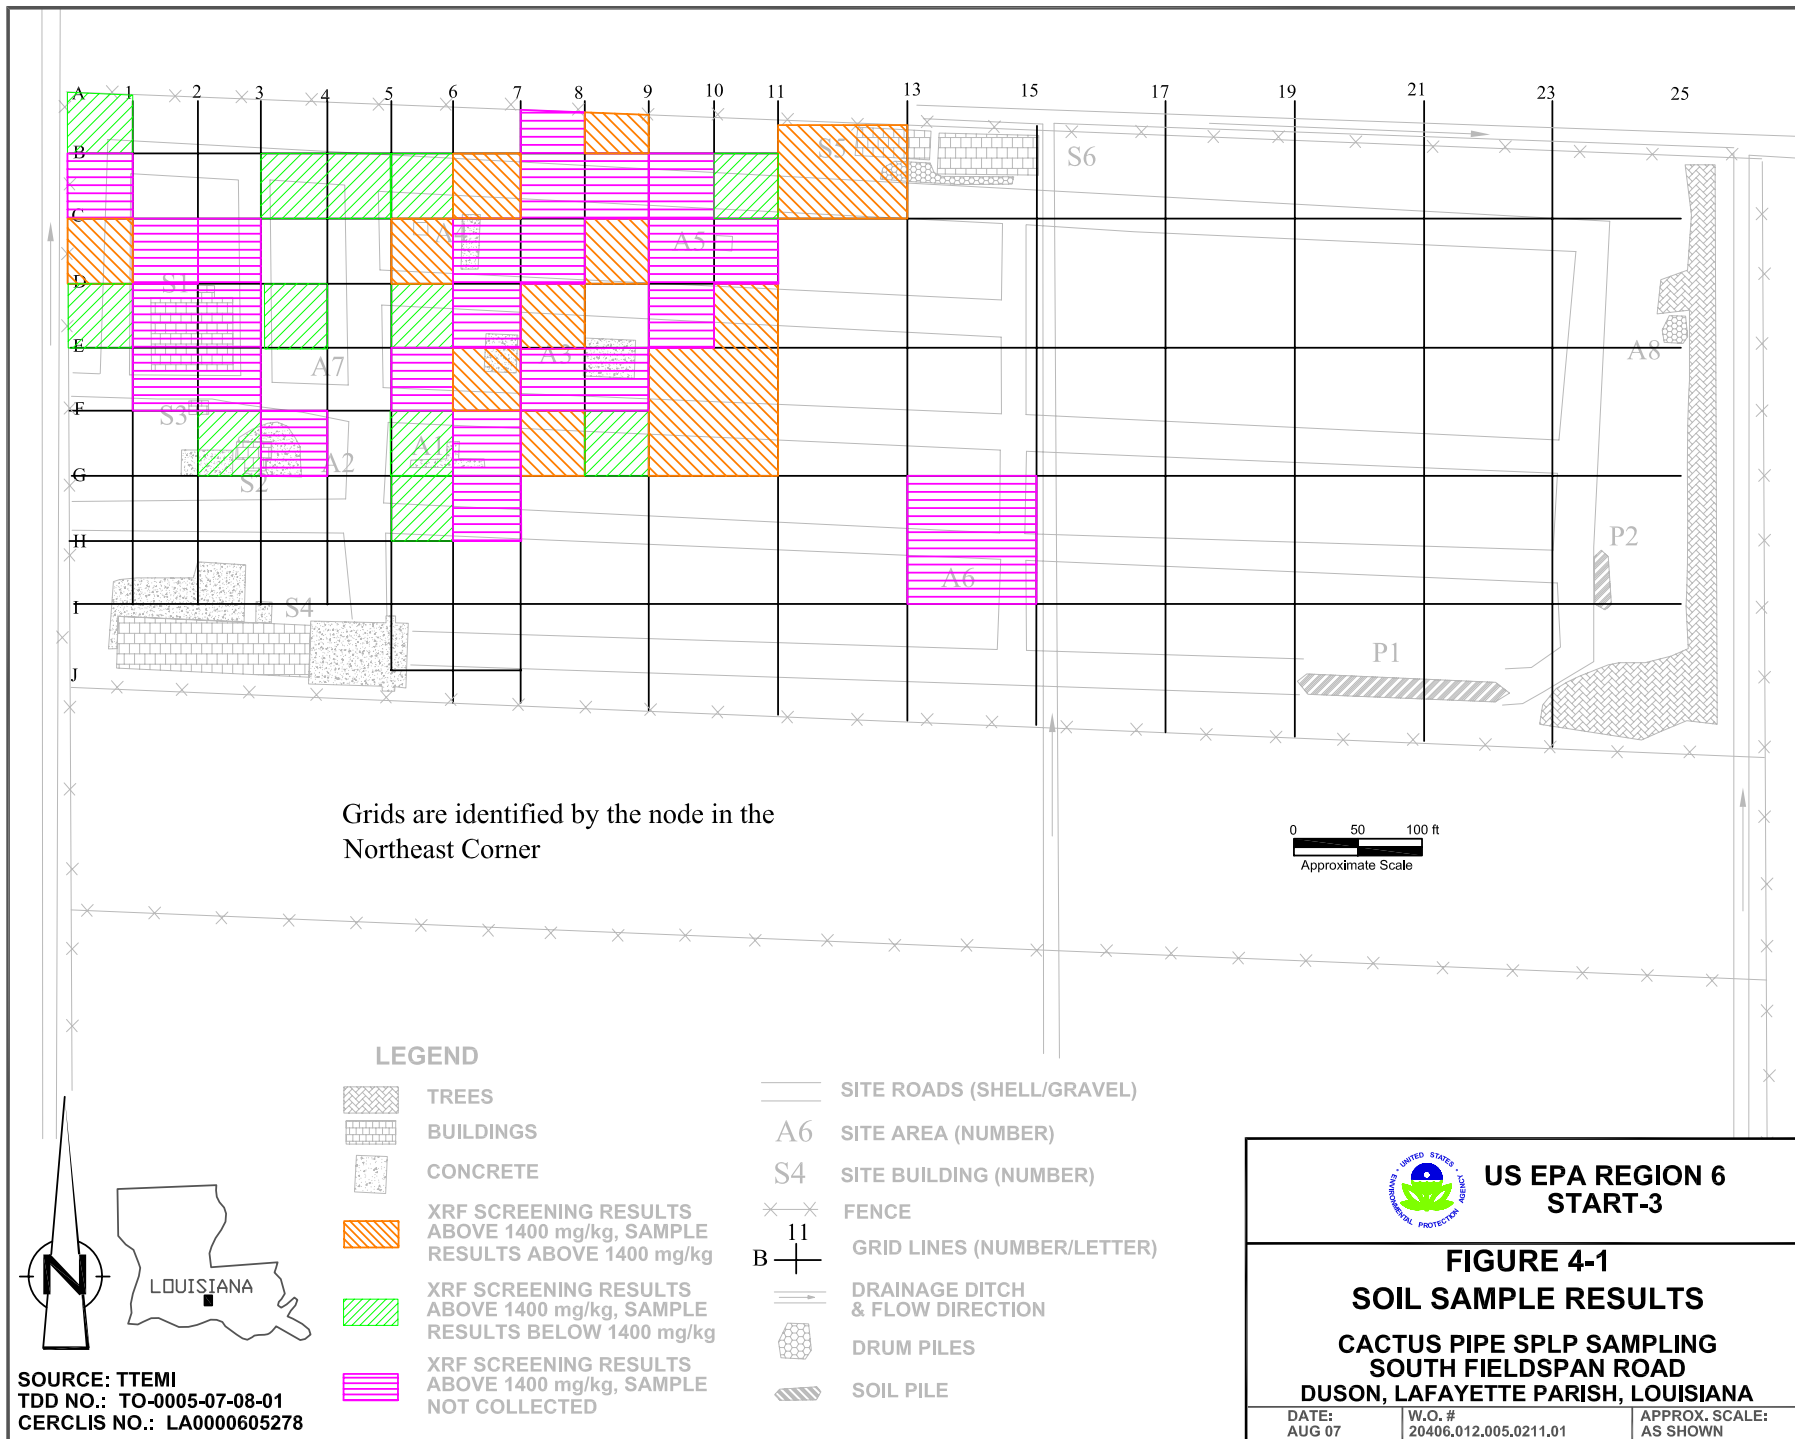 A 1 2 3 4 5 6 7 8 9 10 11 13 15 17 19 21 23 25
B
C
D
E
F
G
H
I
J
S5
S6
A4
A5
S1
A3
A7
A8
S3
A1
A2
S2
P2
A6
S4
P1
Grids are identified by the node in the
Northeast Corner
0 50 100 ft
Approximate Scale
LEGEND
TREES
BUILDINGS
CONCRETE
XRF SCREENING RESULTS
ABOVE 1400 mg/kg, SAMPLE
RESULTS ABOVE 1400 mg/kg
XRF SCREENING RESULTS
ABOVE 1400 mg/kg, SAMPLE
RESULTS BELOW 1400 mg/kg
XRF SCREENING RESULTS
ABOVE 1400 mg/kg, SAMPLE
NOT COLLECTED
SITE ROADS (SHELL/GRAVEL)
A6 SITE AREA (NUMBER)
S4 SITE BUILDING (NUMBER)
FENCE
11
B GRID LINES (NUMBER/LETTER)
DRAINAGE DITCH
& FLOW DIRECTION
DRUM PILES
SOIL PILE
N
LOUISIANA
SOURCE: TTEMI
TDD NO.: TO-0005-07-08-01
CERCLIS NO.: LA0000605278
UNITED STATES
ENVIRONMENTAL PROTECTION AGENCY
US EPA REGION 6
START-3
FIGURE 4-1
SOIL SAMPLE RESULTS
CACTUS PIPE SPLP SAMPLING
SOUTH FIELDSPAN ROAD
DUSON, LAFAYETTE PARISH, LOUISIANA
DATE:
AUG 07
W.O. #
20406.012.005.0211.01
APPROX. SCALE:
AS SHOWN